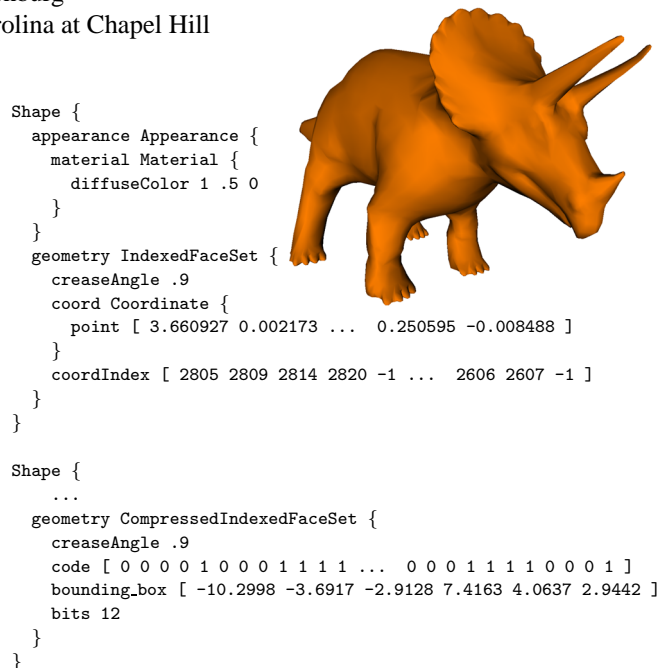 rolina at Chapel Hill
Shape {
appearance Appearance {
material Material {
diffuseColor 1 .5 0
}
}
geometry IndexedFaceSet {
creaseAngle .9
coord Coordinate {
point [ 3.660927 0.002173 ... 0.250595 -0.008488 ]
}
coordIndex [ 2805 2809 2814 2820 -1 ... 2606 2607 -1 ]
}
}
Shape {
...
geometry CompressedIndexedFaceSet {
creaseAngle .9
code [ 0 0 0 0 1 0 0 0 1 1 1 1 ... 0 0 0 1 1 1 1 0 0 0 1 ]
bounding_box [ -10.2998 -3.6917 -2.9128 7.4163 4.0637 2.9442 ]
bits 12
}
}